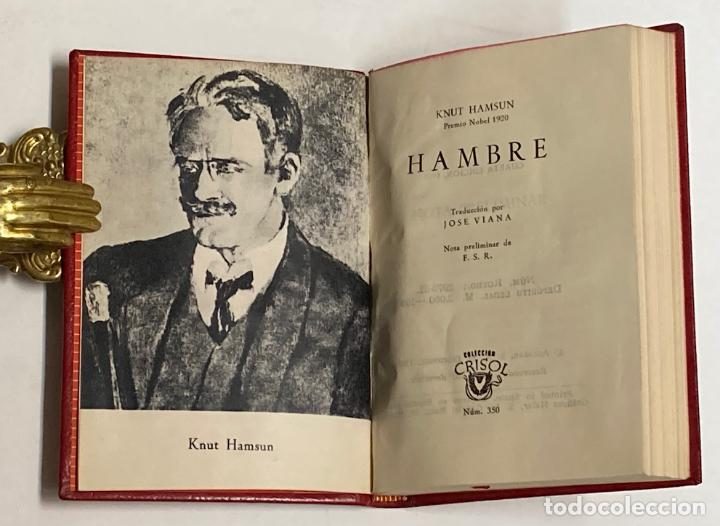 Knut Hamsun
KNUT HAMSUN
Premio Nobel 1920
HAMBRE
Traducción por
JOSE VIANA
Nota preliminar de
F. S. R.
COLECCION
CRISOL
Núm. 350
todocoleccion